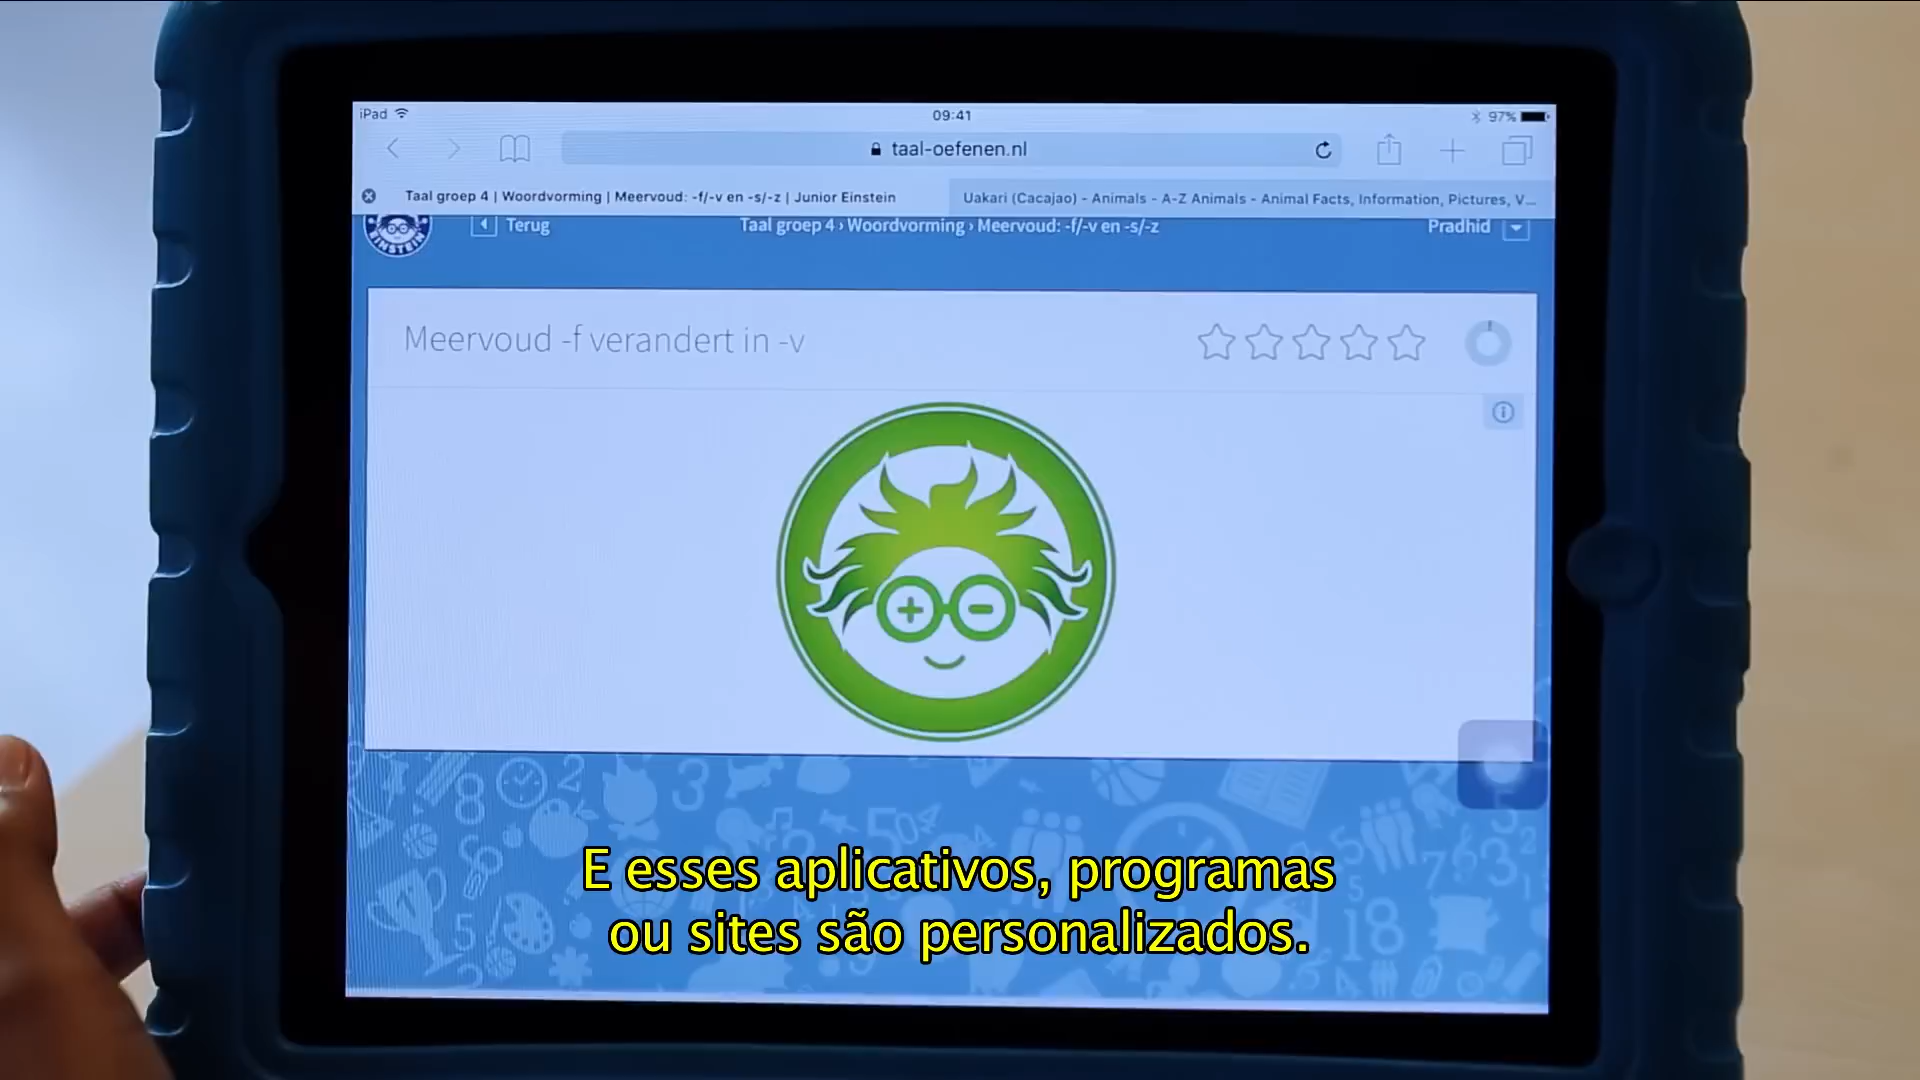 iPad
09:41
97%
taal-oefenen.nl
Taal groep 4 | Woordvorming | Meervoud: -f/-v en -s/-z | Junior Einstein
Uakari (Cacajao) - Animals - A-Z Animals - Animal Facts, Information, Pictures, V...
EINSTEIN
Terug
Taal groep 4 › Woordvorming › Meervoud: -f/-v en -s/-z
Pradhid
Meervoud -f verandert in -v
E esses aplicativos, programas
ou sites são personalizados.